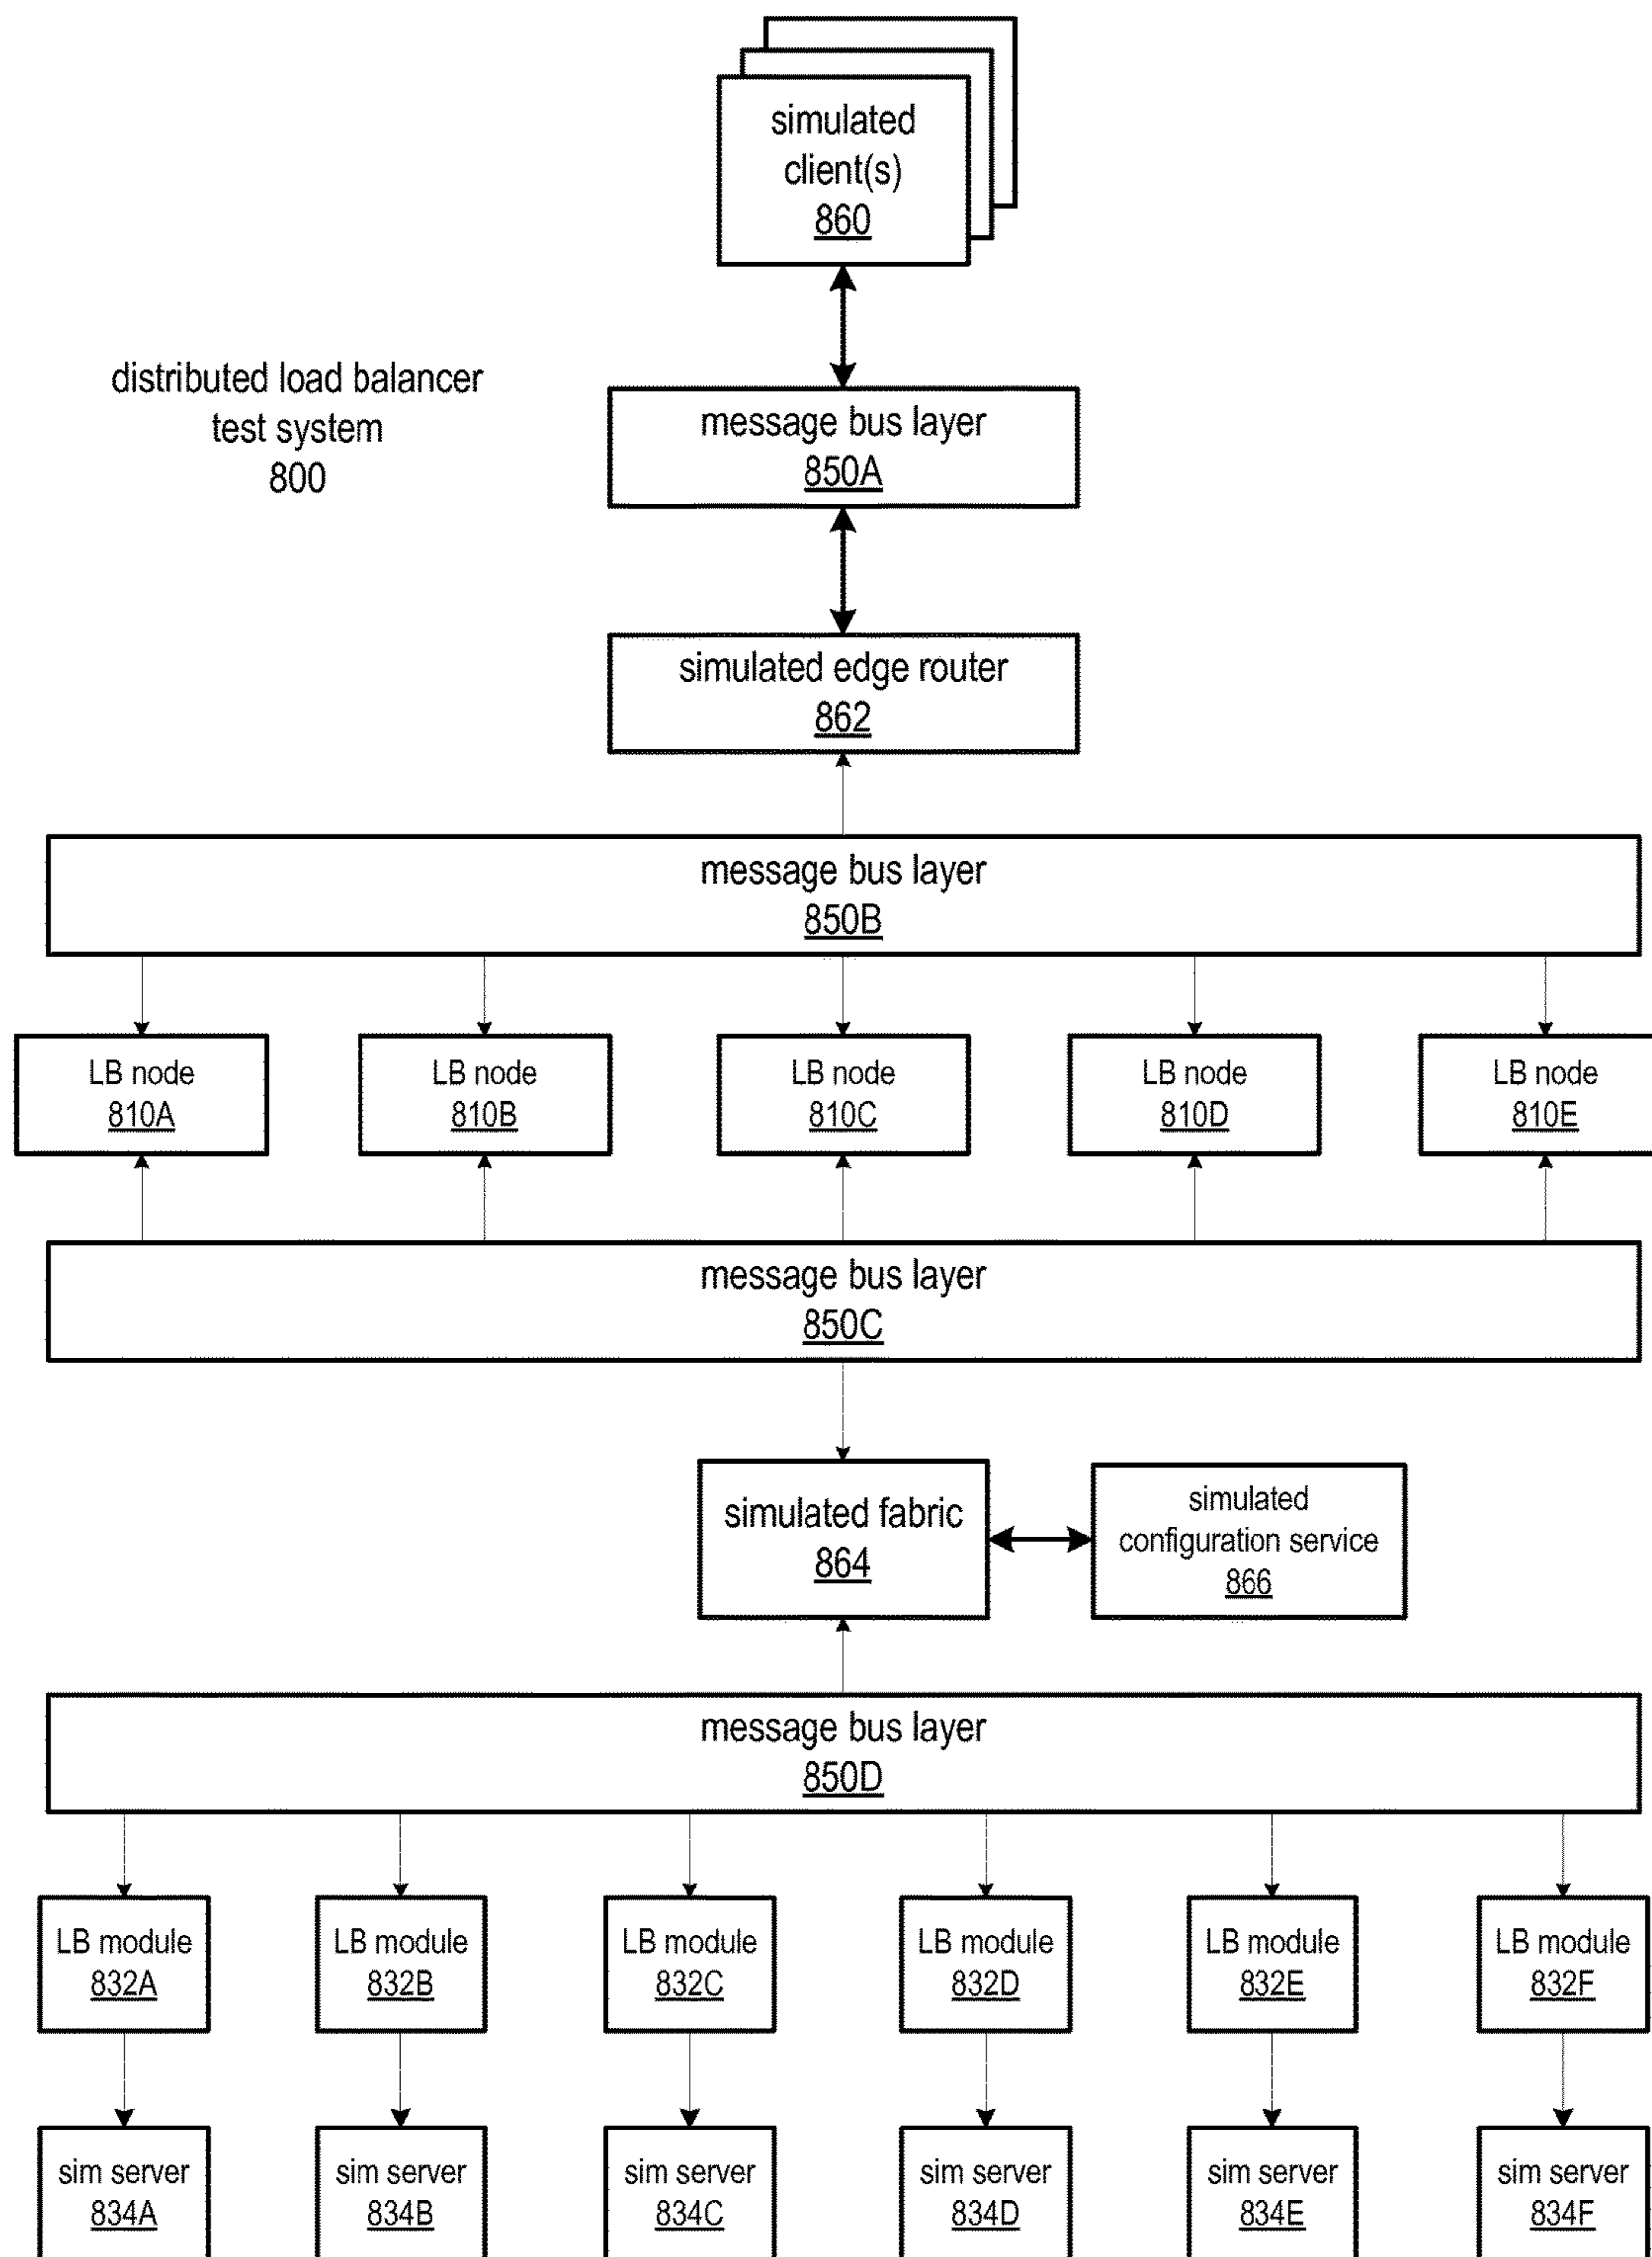 simulated
client(s)
860
distributed load balancer
test system
800
message bus layer
850A
simulated edge router
862
message bus layer
850B
LB node
810A
LB node
810B
LB node
810C
LB node
810D
LB node
810E
message bus layer
850C
simulated fabric
864
simulated
configuration service
866
message bus layer
850D
LB module
832A
LB module
832B
LB module
832C
LB module
832D
LB module
832E
LB module
832F
sim server
834A
sim server
834B
sim server
834C
sim server
834D
sim server
834E
sim server
834F